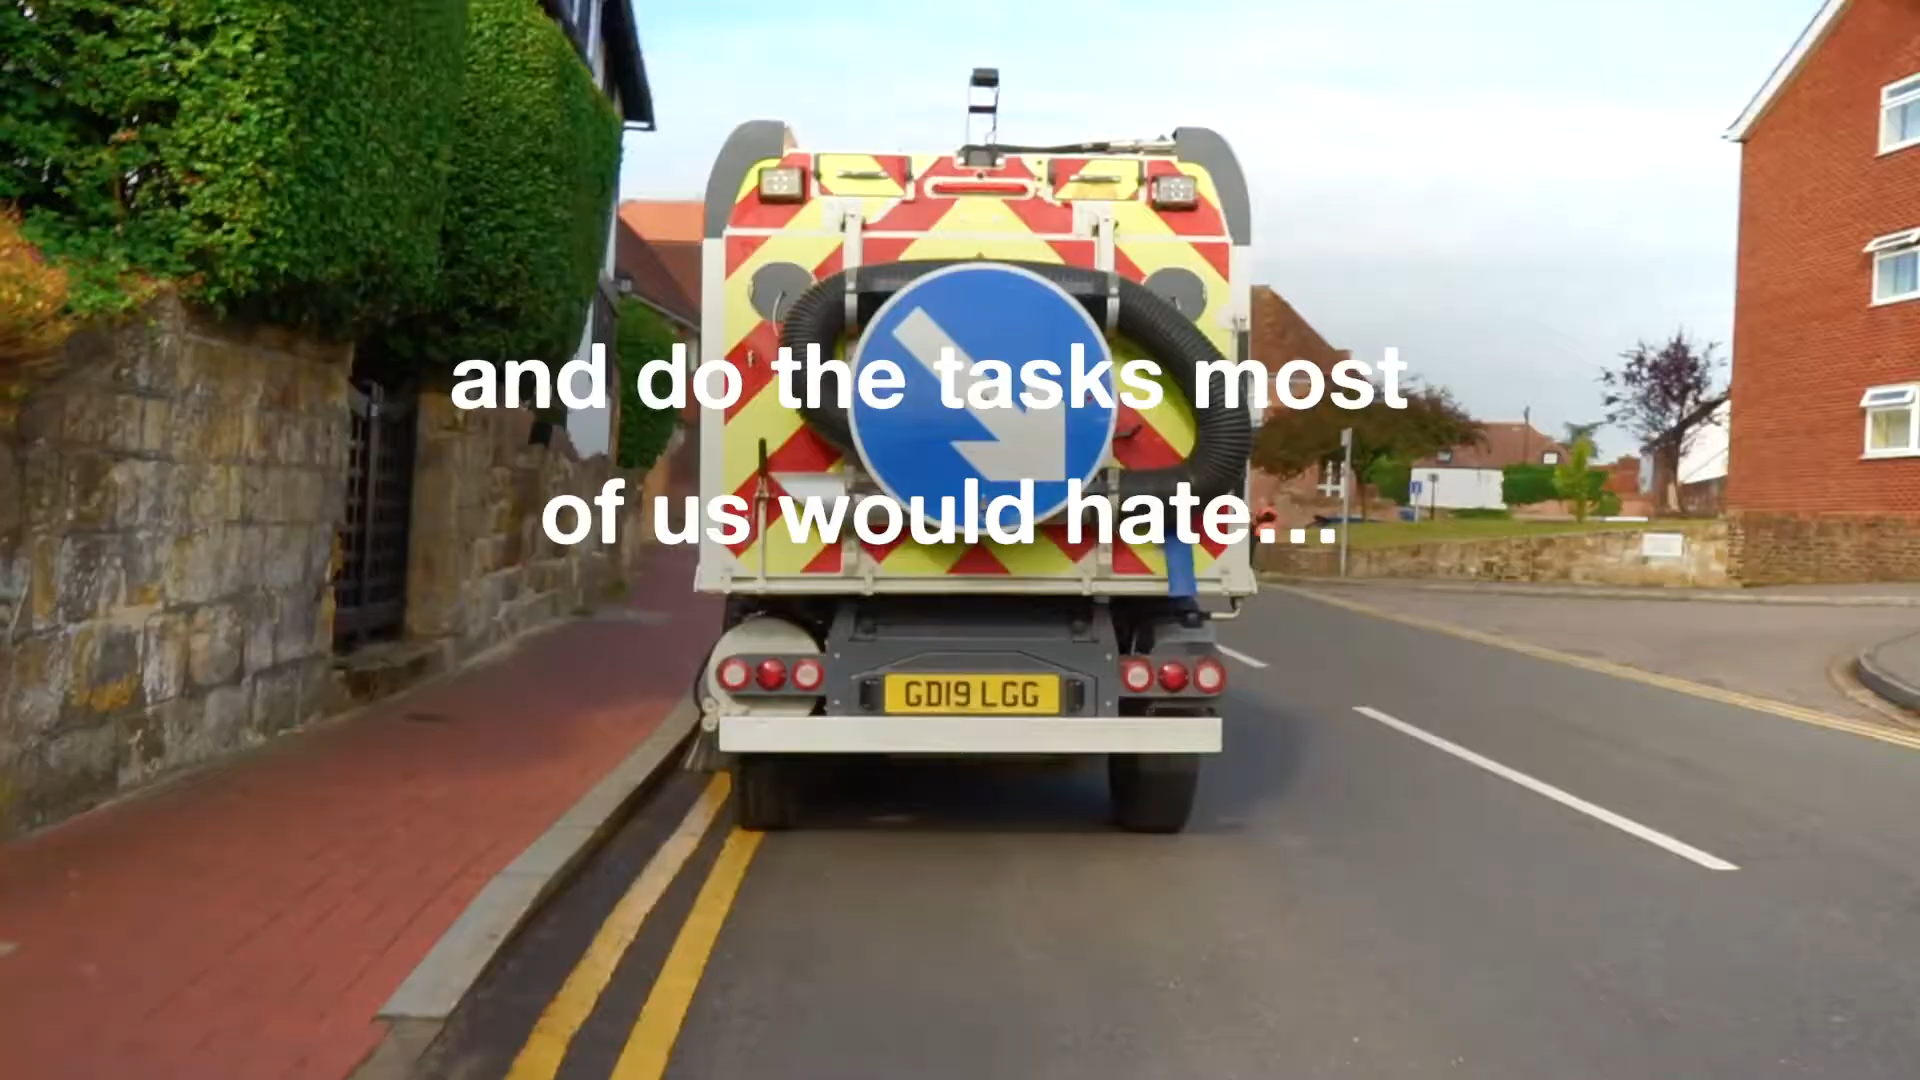 and do the tasks most
of us would hate...
GD19 LGG